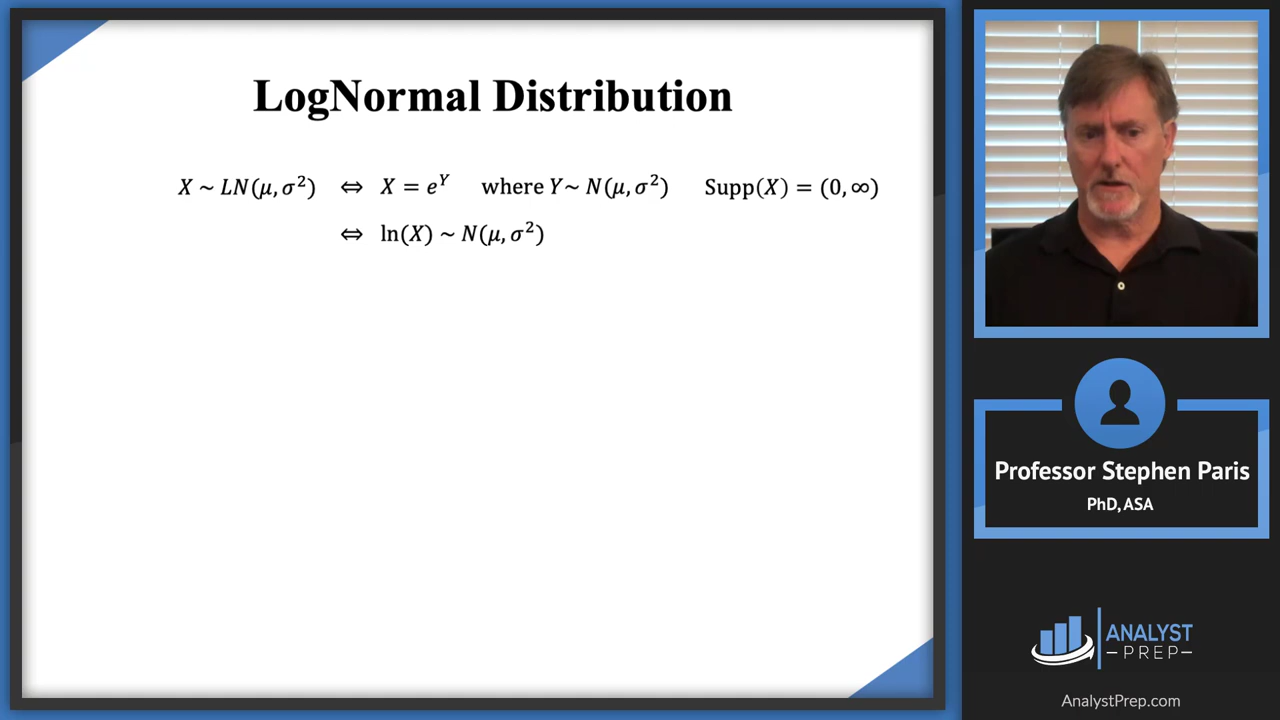 LogNormal Distribution
X ~ LN(μ, σ²) ⇔ X = e^Y where Y~ N(μ, σ²) Supp(X) = (0, ∞)
⇔ ln(X) ~ N(μ, σ²)
Professor Stephen Paris
PhD, ASA
ANALYST
PREP
AnalystPrep.com